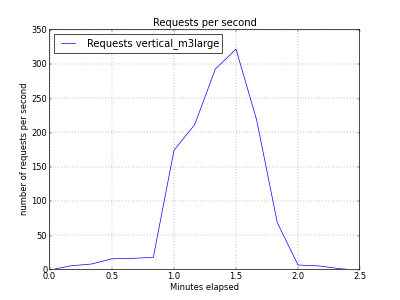 Requests per second
Requests vertical_m3large
number of requests per second
350
300
250
200
150
100
50
0
0.0 0.5 1.0 1.5 2.0 2.5
Minutes elapsed